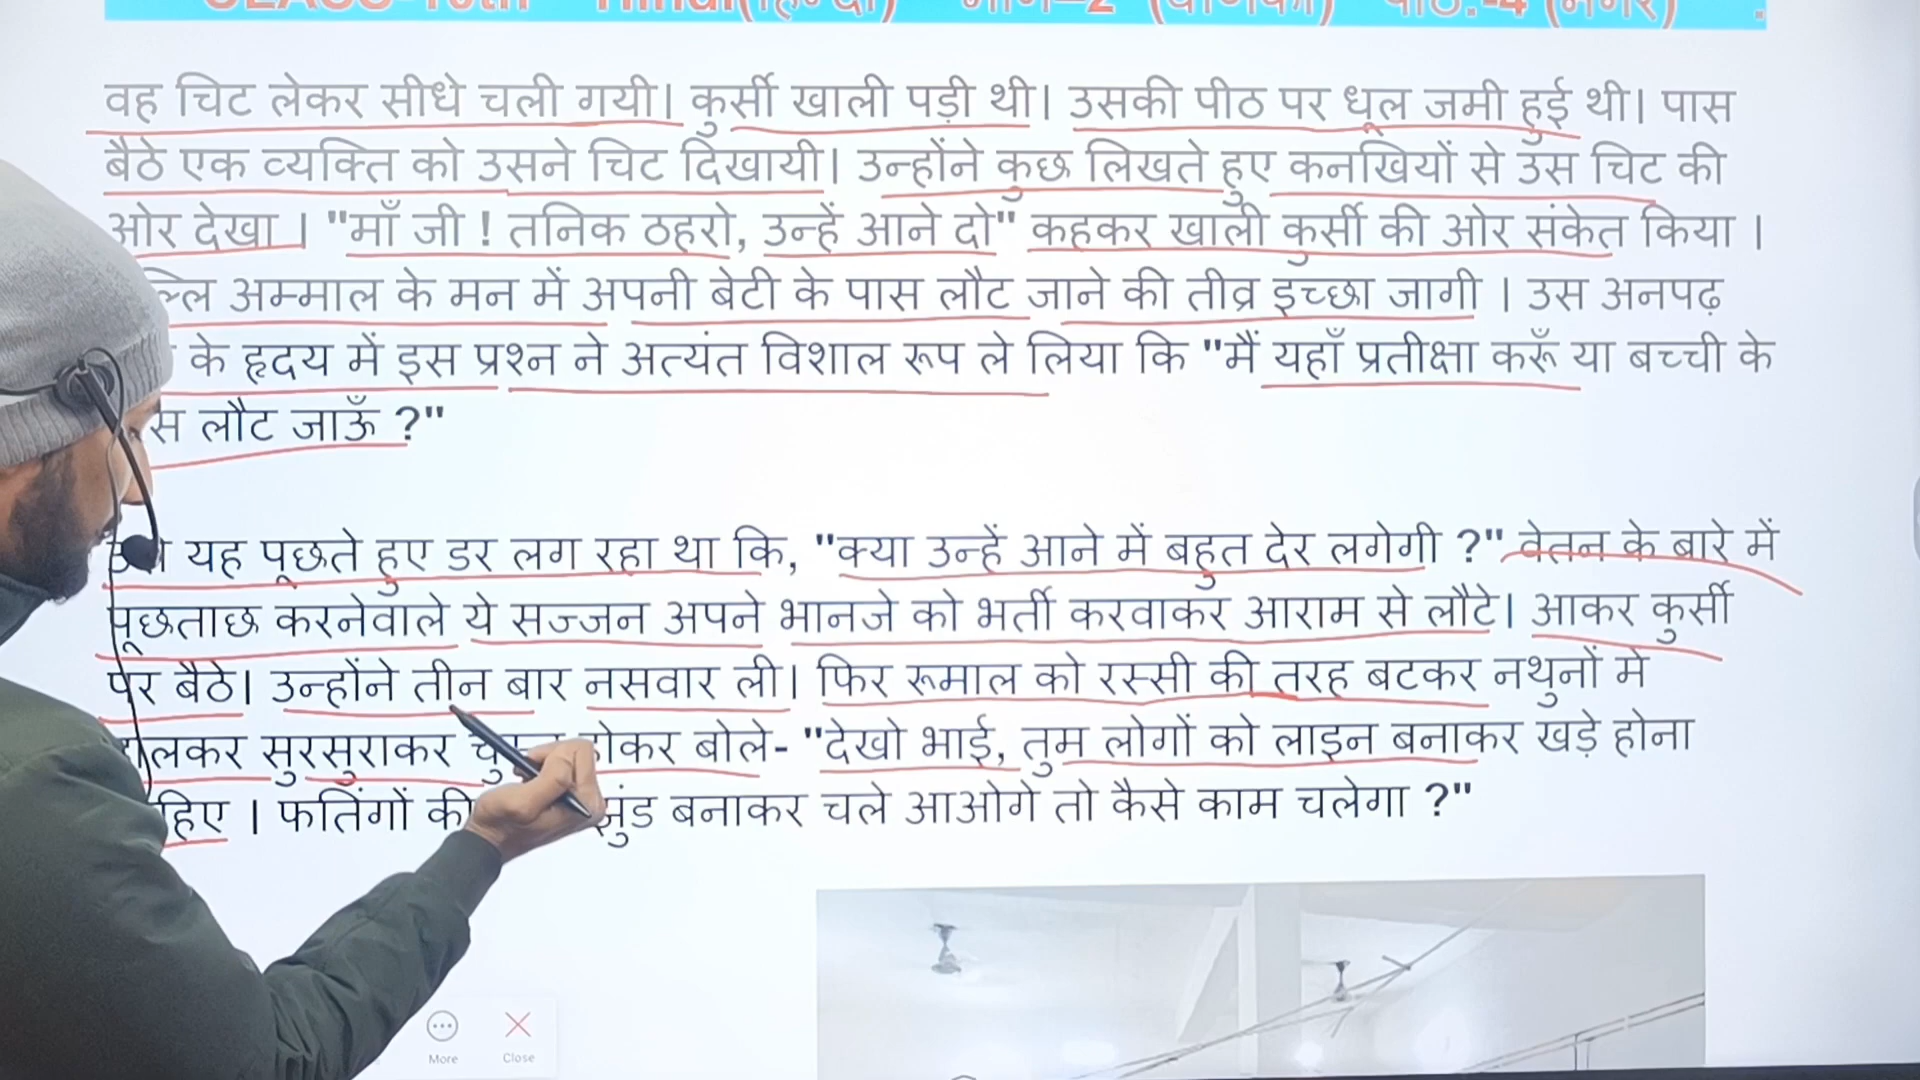 वह चिट लेकर सीधे चली गयी। कुर्सी खाली पड़ी थी। उसकी पीठ पर धूल जमी हुई थी। पास
बैठे एक व्यक्ति को उसने चिट दिखायी। उन्होंने कुछ लिखते हुए कनखियों से उस चिट की
ओर देखा । "माँ जी ! तनिक ठहरो, उन्हें आने दो" कहकर खाली कुर्सी की ओर संकेत किया ।
अम्माल के मन में अपनी बेटी के पास लौट जाने की तीव्र इच्छा जागी । उस अनपढ़
के हृदय में इस प्रश्न ने अत्यंत विशाल रूप ले लिया कि "मैं यहाँ प्रतीक्षा करूँ या बच्ची के
लौट जाऊँ ?"
यह पूछते हुए डर लग रहा था कि, "क्या उन्हें आने में बहुत देर लगेगी ?" वेतन के बारे में
पूछताछ करनेवाले ये सज्जन अपने भानजे को भर्ती करवाकर आराम से लौटे। आकर कुर्सी
पर बैठे। उन्होंने तीन बार नसवार ली। फिर रूमाल को रस्सी की तरह बटकर नथुनों मे
सुरसुराकर होकर बोले- "देखो भाई, तुम लोगों को लाइन बनाकर खड़े होना
। फतिंगों की झुंड बनाकर चले आओगे तो कैसे काम चलेगा ?"
More Close